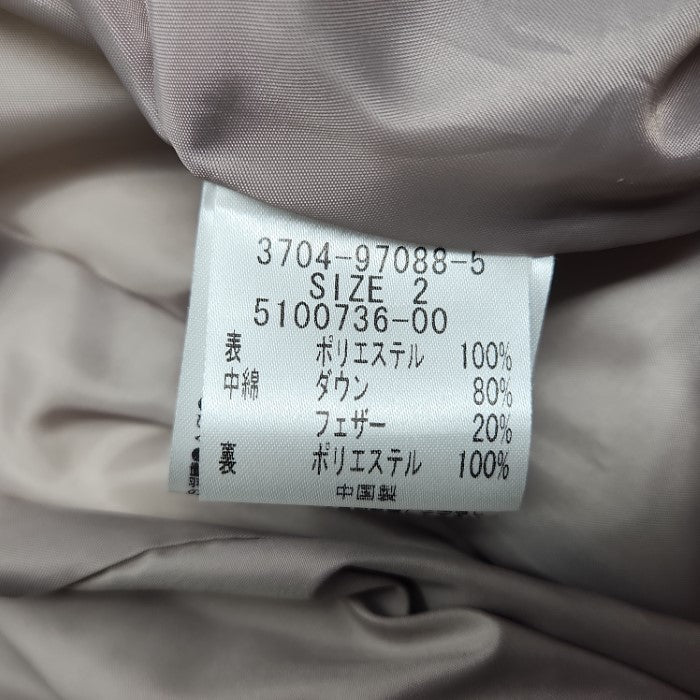 3704-97088-5
SIZE 2
5100736-00
表 ポリエステル 100%
中綿 ダウン 80%
フェザー 20%
裏 ポリエステル 100%
中国製